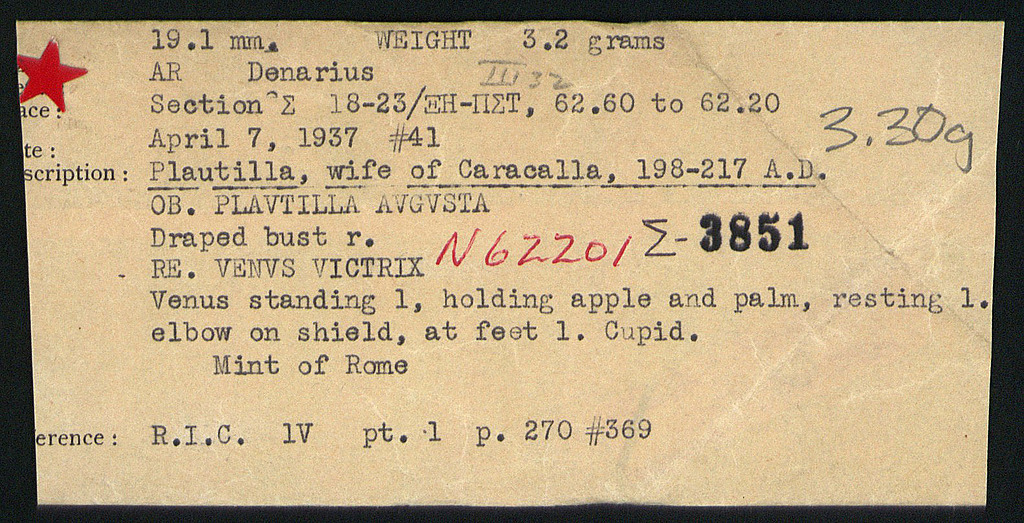 19.1 mm. WEIGHT 3.2 grams
AR Denarius III 32
ace: Section Σ 18-23/ΞΗ-ΠΣΤ, 62.60 to 62.20
3.30g
te: April 7, 1937 #41
scription: Plautilla, wife of Caracalla, 198-217 A.D.
OB. PLAVTILLA AVGVSTA
Draped bust r.
N62201 Σ-3851
RE. VENVS VICTRIX
Venus standing l, holding apple and palm, resting l.
elbow on shield, at feet l. Cupid.
Mint of Rome
erence: R.I.C. lV pt. 1 p. 270 #369